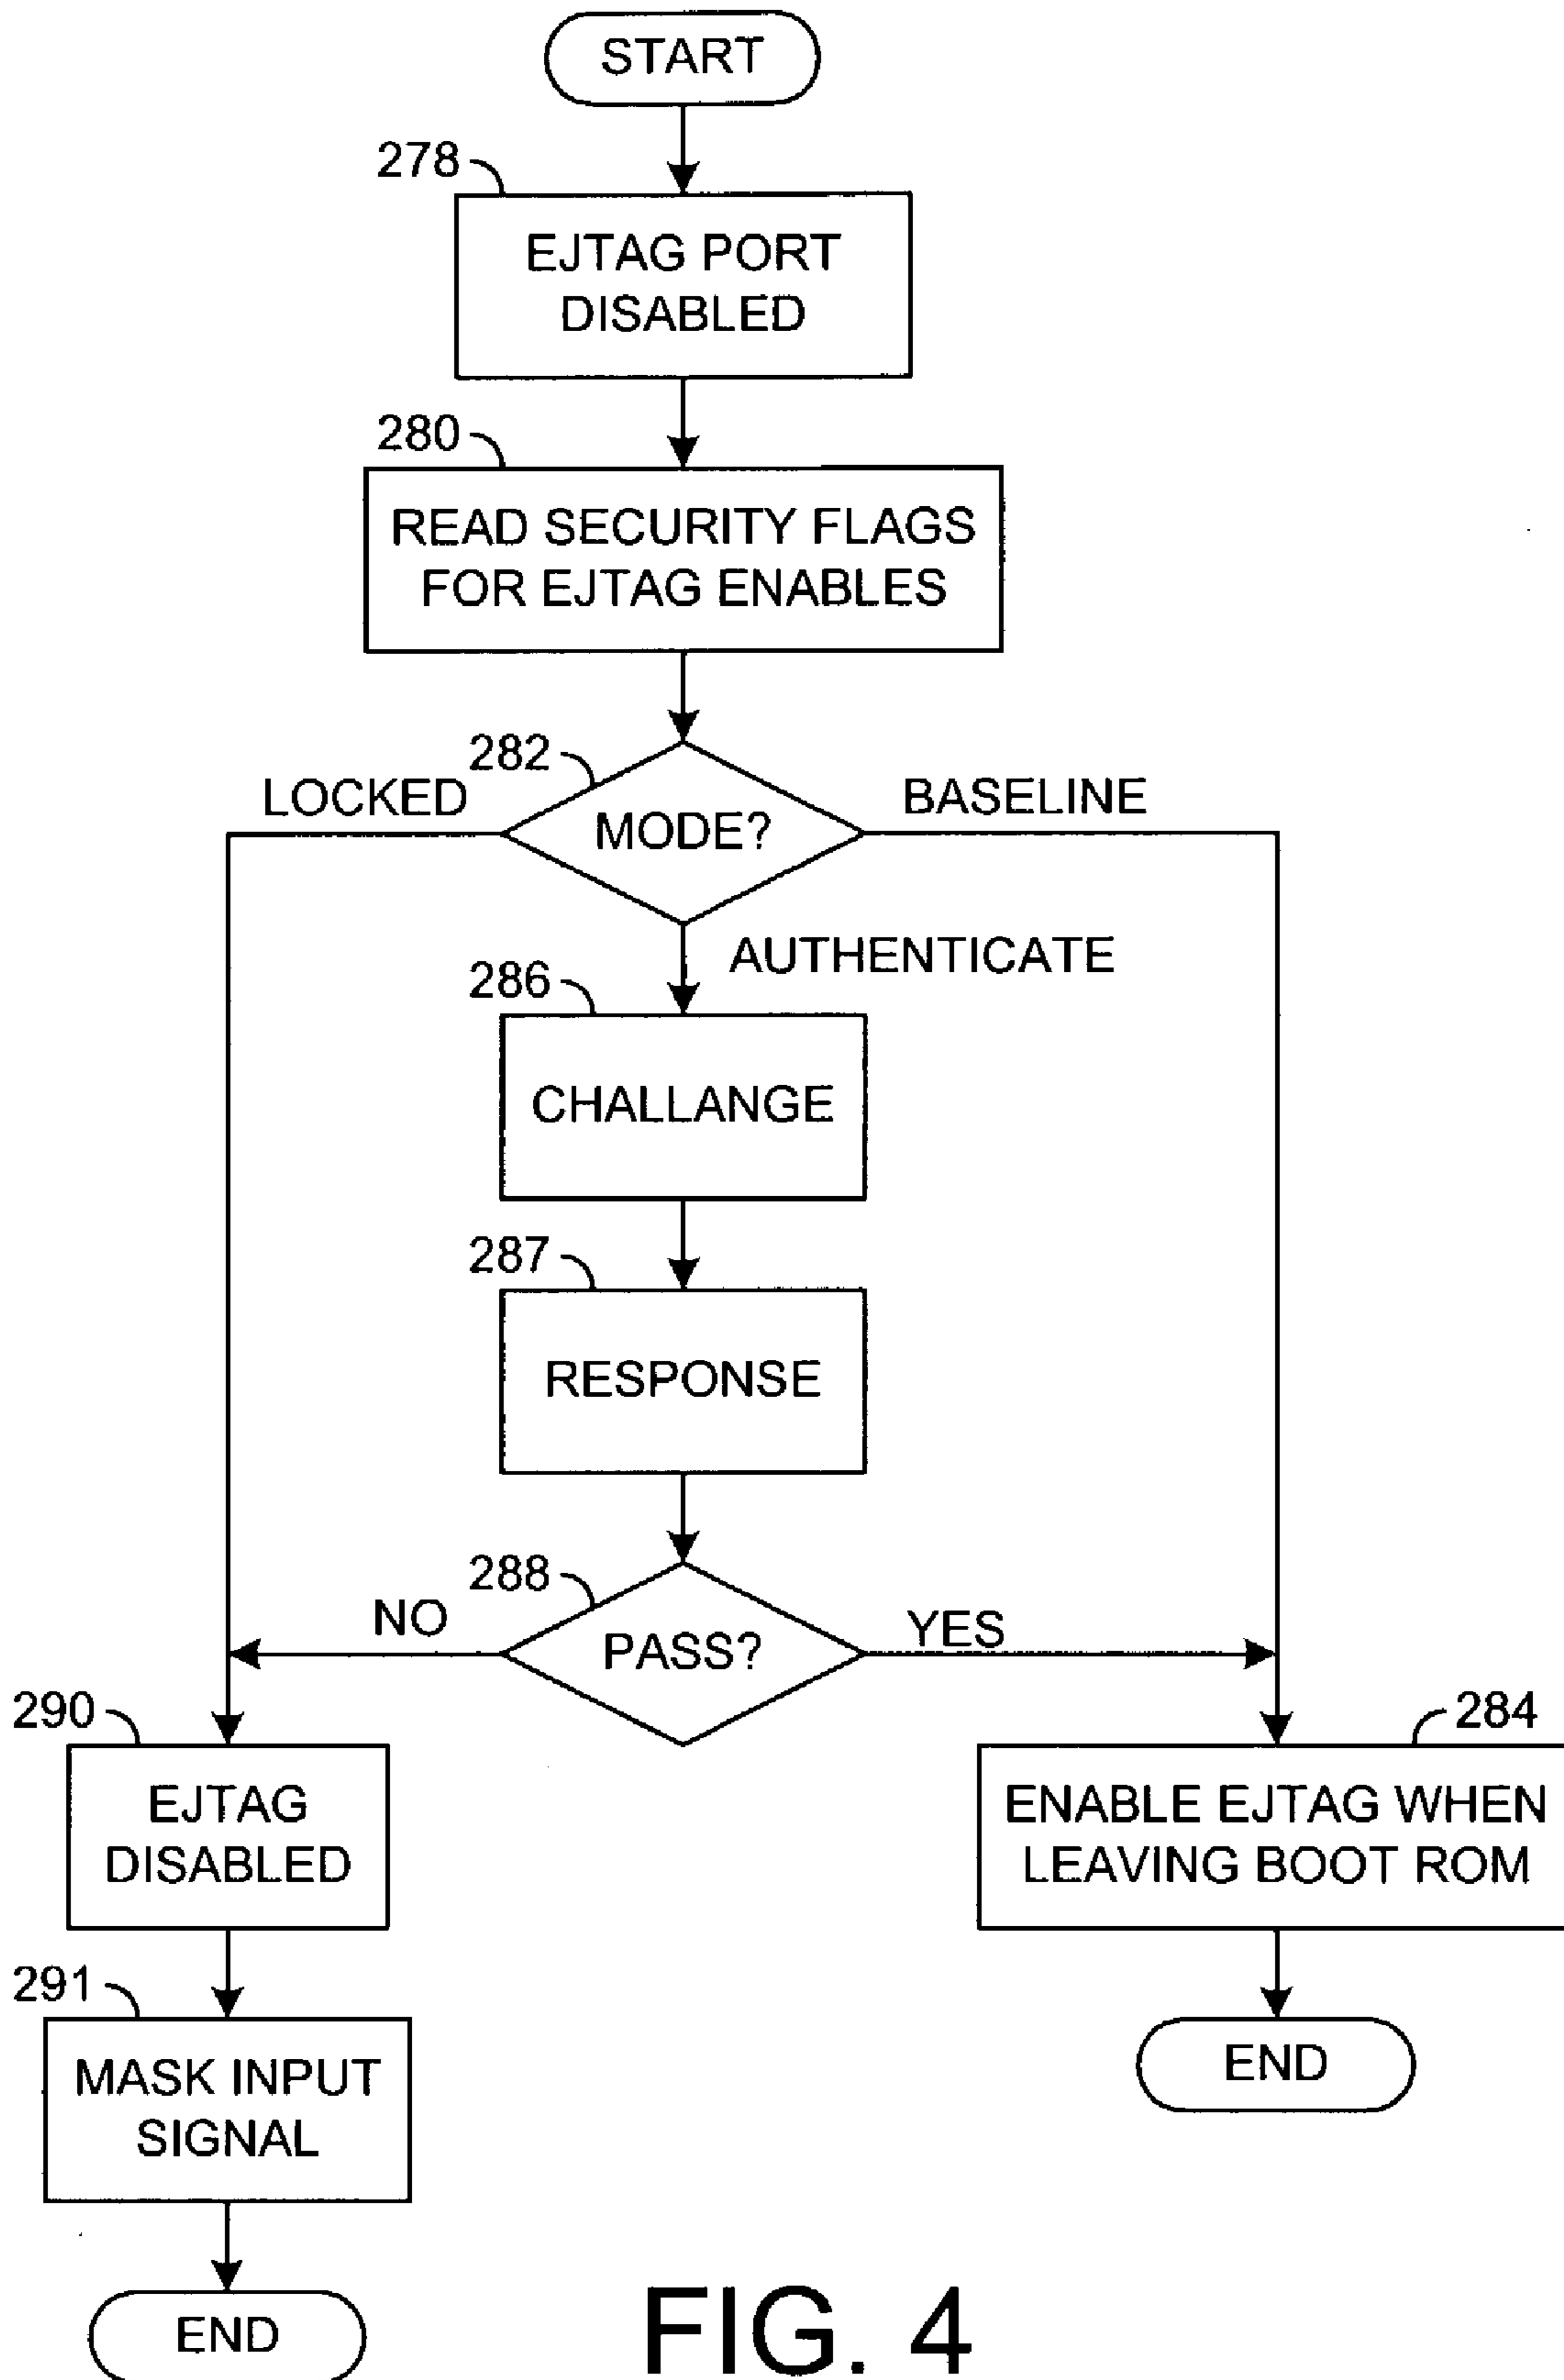 START
278
EJTAG PORT
DISABLED
280
READ SECURITY FLAGS
FOR EJTAG ENABLES
282
LOCKED
MODE?
BASELINE
AUTHENTICATE
286
CHALLANGE
287
RESPONSE
288
NO
PASS?
YES
290
EJTAG
DISABLED
284
ENABLE EJTAG WHEN
LEAVING BOOT ROM
291
MASK INPUT
SIGNAL
END
END
FIG. 4